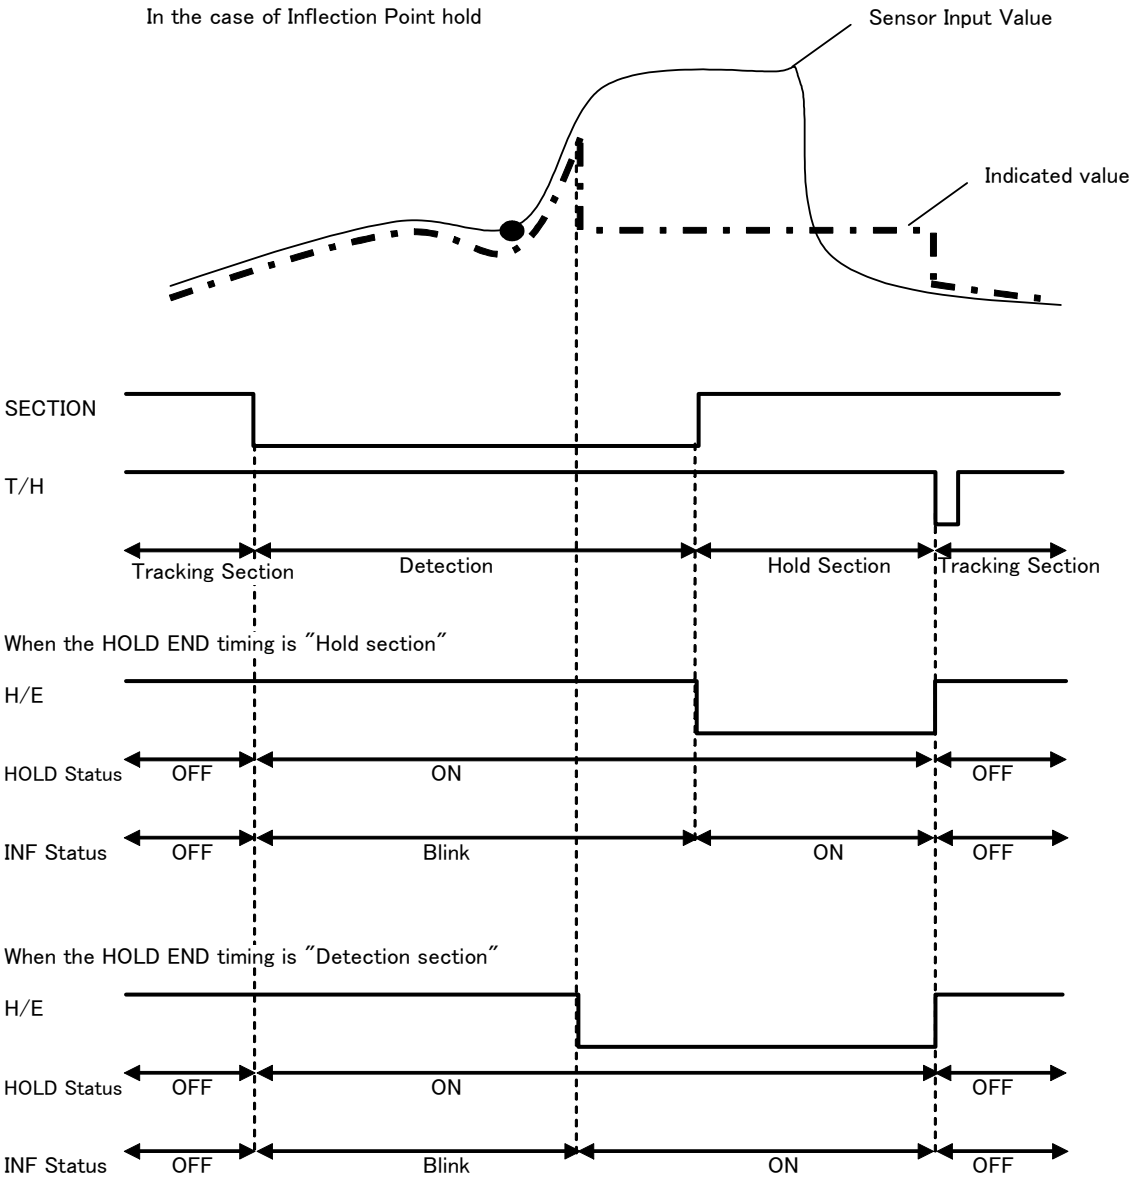 In the case of Inflection Point hold
Sensor Input Value
Indicated value
SECTION
T/H
Tracking Section
Detection
Hold Section
Tracking Section
When the HOLD END timing is "Hold section"
H/E
HOLD Status
OFF
ON
OFF
INF Status
OFF
Blink
ON
OFF
When the HOLD END timing is "Detection section"
H/E
HOLD Status
OFF
ON
OFF
INF Status
OFF
Blink
ON
OFF